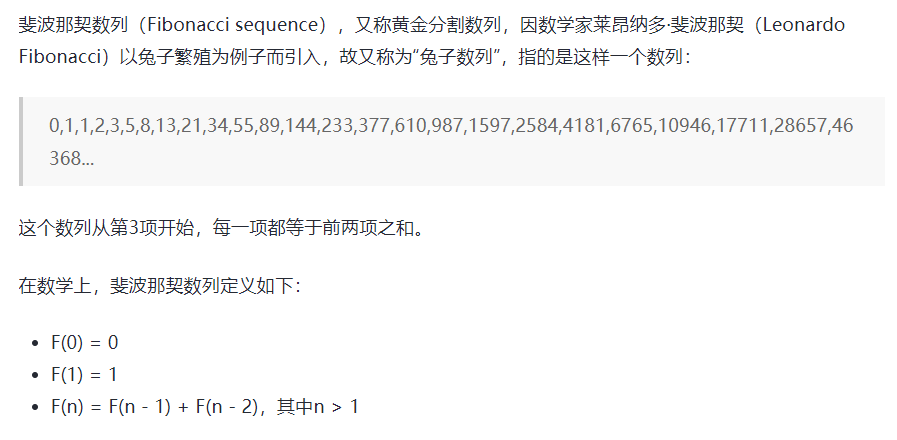 斐波那契数列（Fibonacci sequence），又称黄金分割数列，因数学家莱昂纳多·斐波那契（Leonardo
Fibonacci）以兔子繁殖为例子而引入，故又称为“兔子数列”，指的是这样一个数列：
0,1,1,2,3,5,8,13,21,34,55,89,144,233,377,610,987,1597,2584,4181,6765,10946,17711,28657,46
368...
这个数列从第3项开始，每一项都等于前两项之和。
在数学上，斐波那契数列定义如下：
• F(0) = 0
• F(1) = 1
• F(n) = F(n - 1) + F(n - 2)，其中n > 1